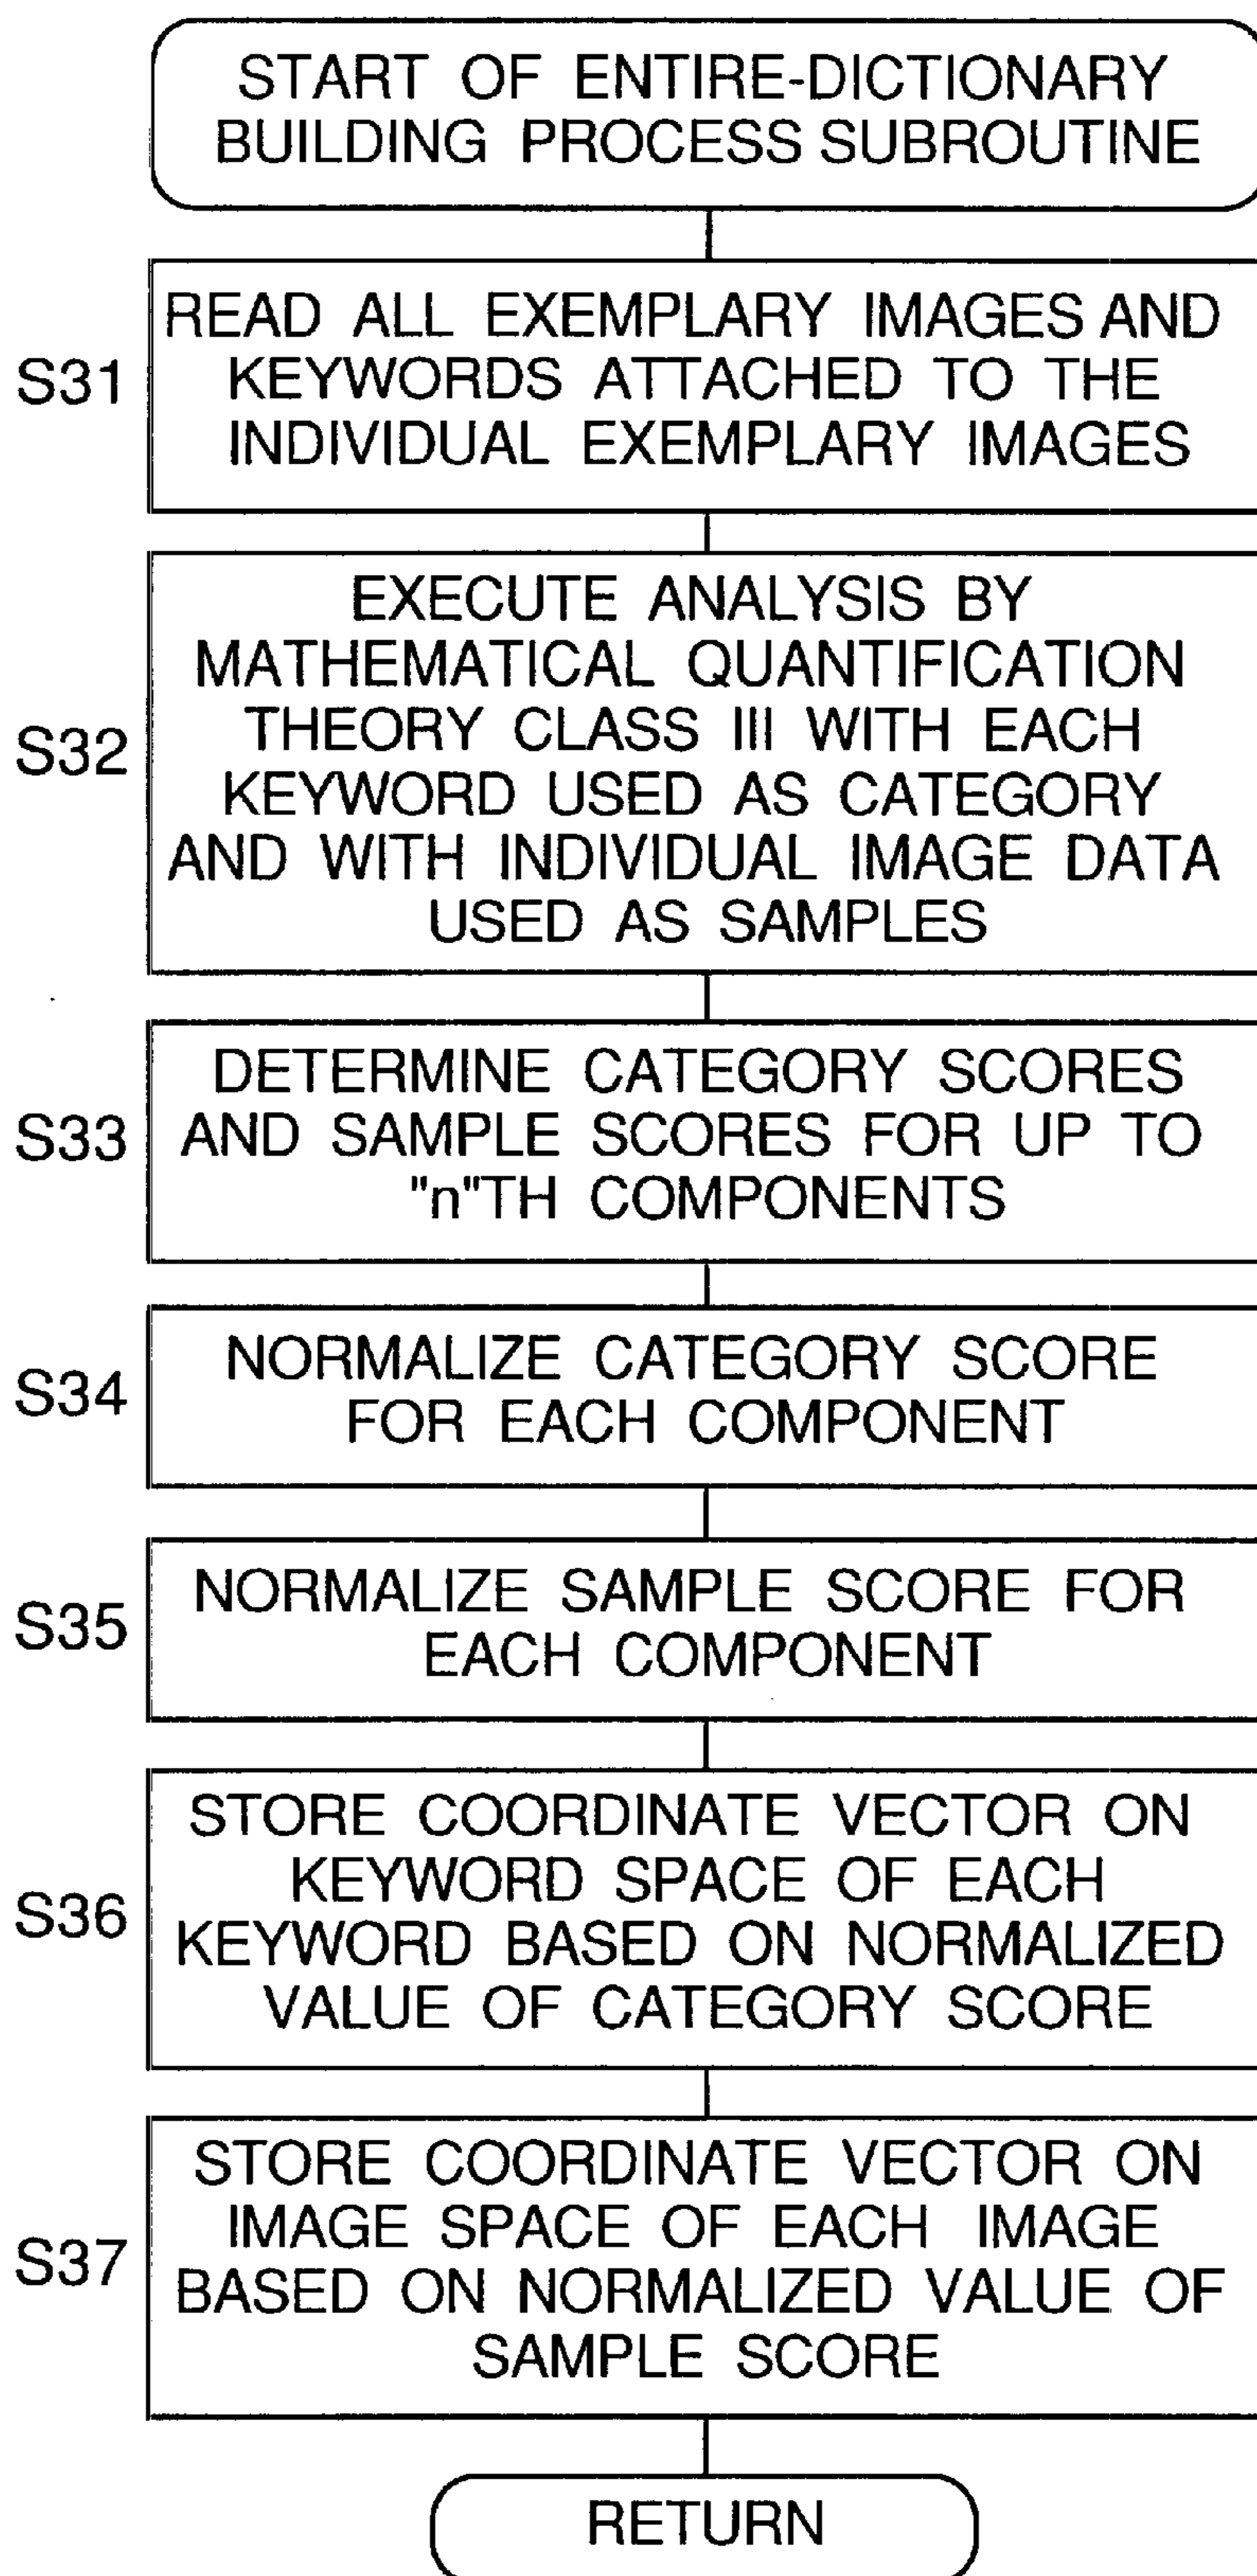 START OF ENTIRE-DICTIONARY
BUILDING PROCESS SUBROUTINE
S31
READ ALL EXEMPLARY IMAGES AND
KEYWORDS ATTACHED TO THE
INDIVIDUAL EXEMPLARY IMAGES
S32
EXECUTE ANALYSIS BY
MATHEMATICAL QUANTIFICATION
THEORY CLASS III WITH EACH
KEYWORD USED AS CATEGORY
AND WITH INDIVIDUAL IMAGE DATA
USED AS SAMPLES
S33
DETERMINE CATEGORY SCORES
AND SAMPLE SCORES FOR UP TO
"n"TH COMPONENTS
S34
NORMALIZE CATEGORY SCORE
FOR EACH COMPONENT
S35
NORMALIZE SAMPLE SCORE FOR
EACH COMPONENT
S36
STORE COORDINATE VECTOR ON
KEYWORD SPACE OF EACH
KEYWORD BASED ON NORMALIZED
VALUE OF CATEGORY SCORE
S37
STORE COORDINATE VECTOR ON
IMAGE SPACE OF EACH IMAGE
BASED ON NORMALIZED VALUE OF
SAMPLE SCORE
RETURN